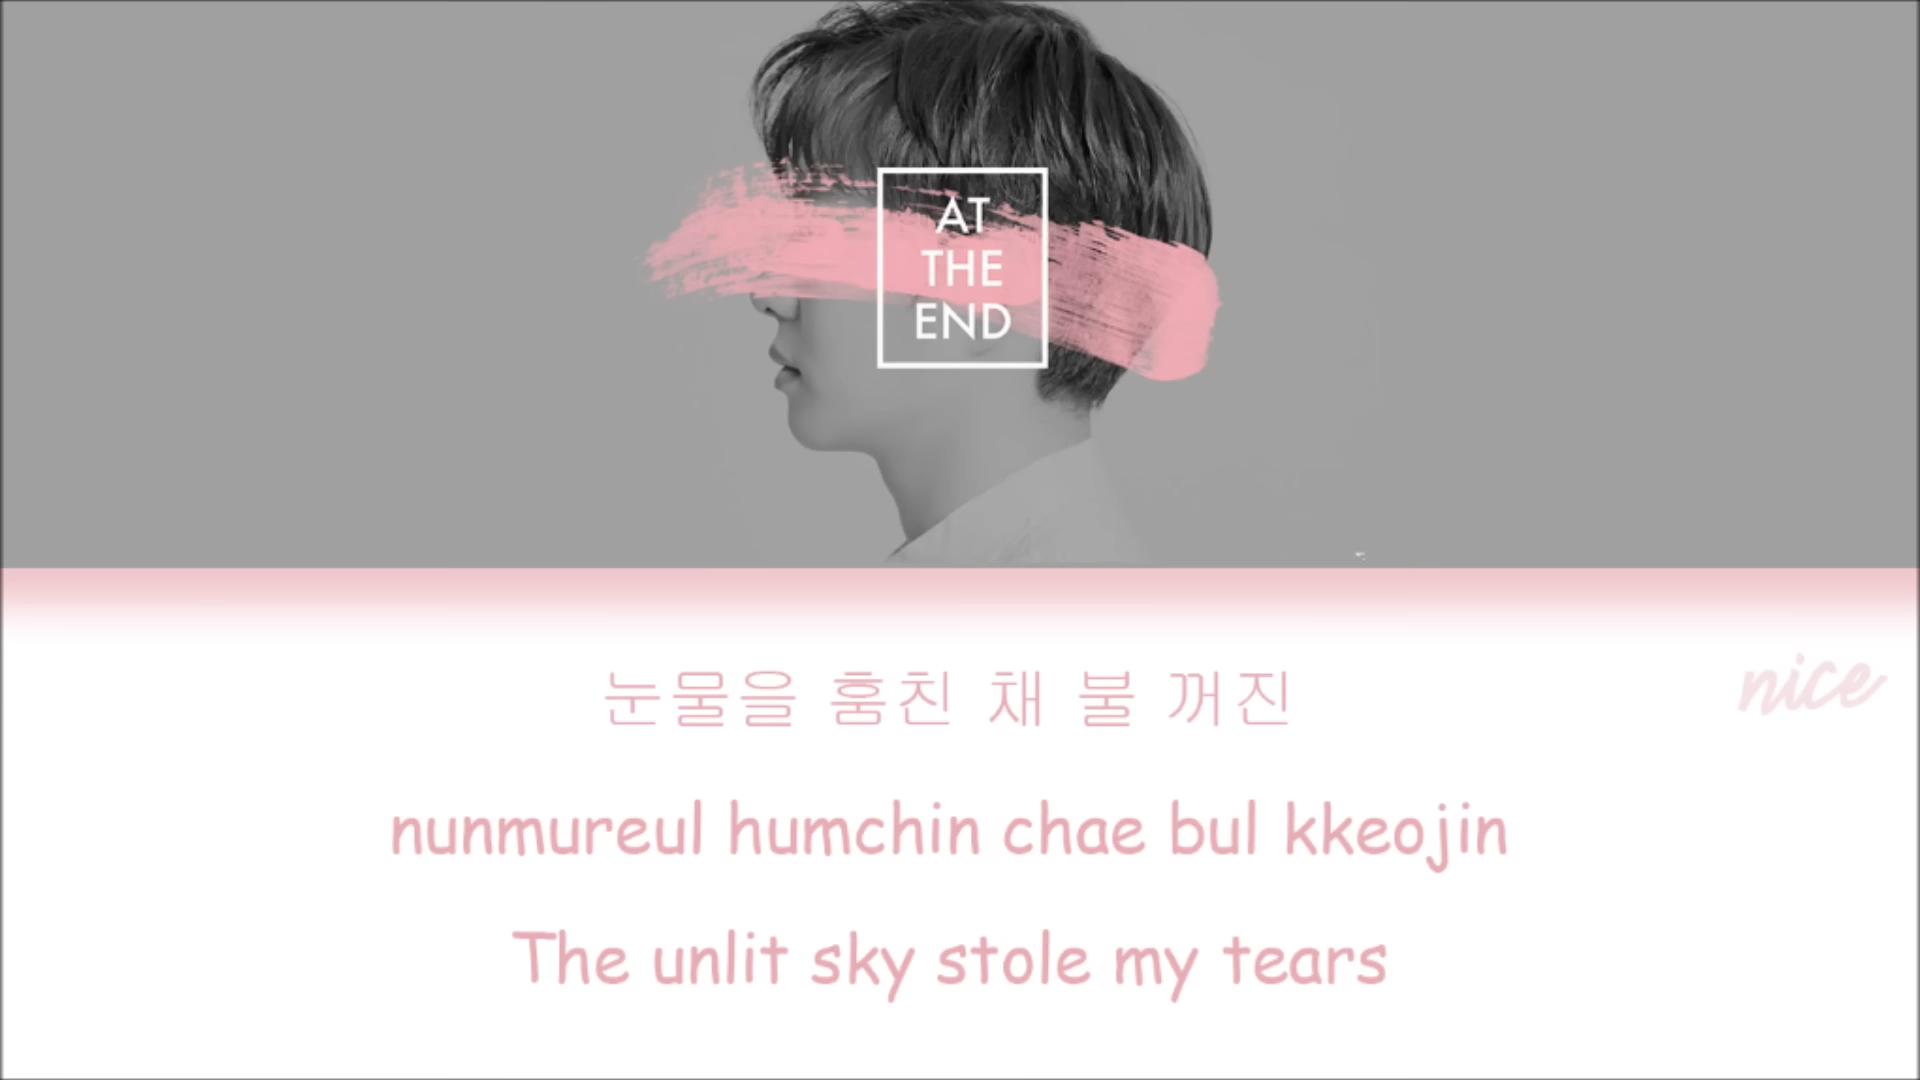 AT
THE
END
눈물을 훔친 채 불 꺼진
nice
nunmureul humchin chae bul kkeojin
The unlit sky stole my tears